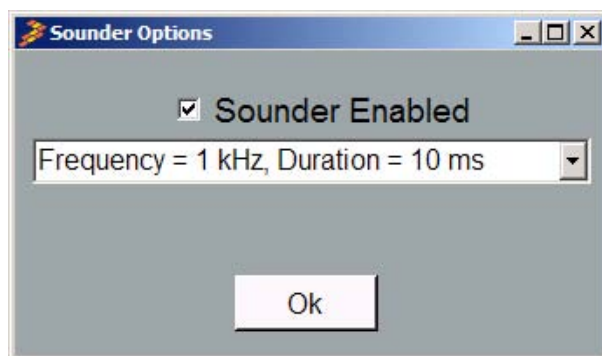 Sounder Options
Sounder Enabled
Frequency = 1 kHz, Duration = 10 ms
Ok